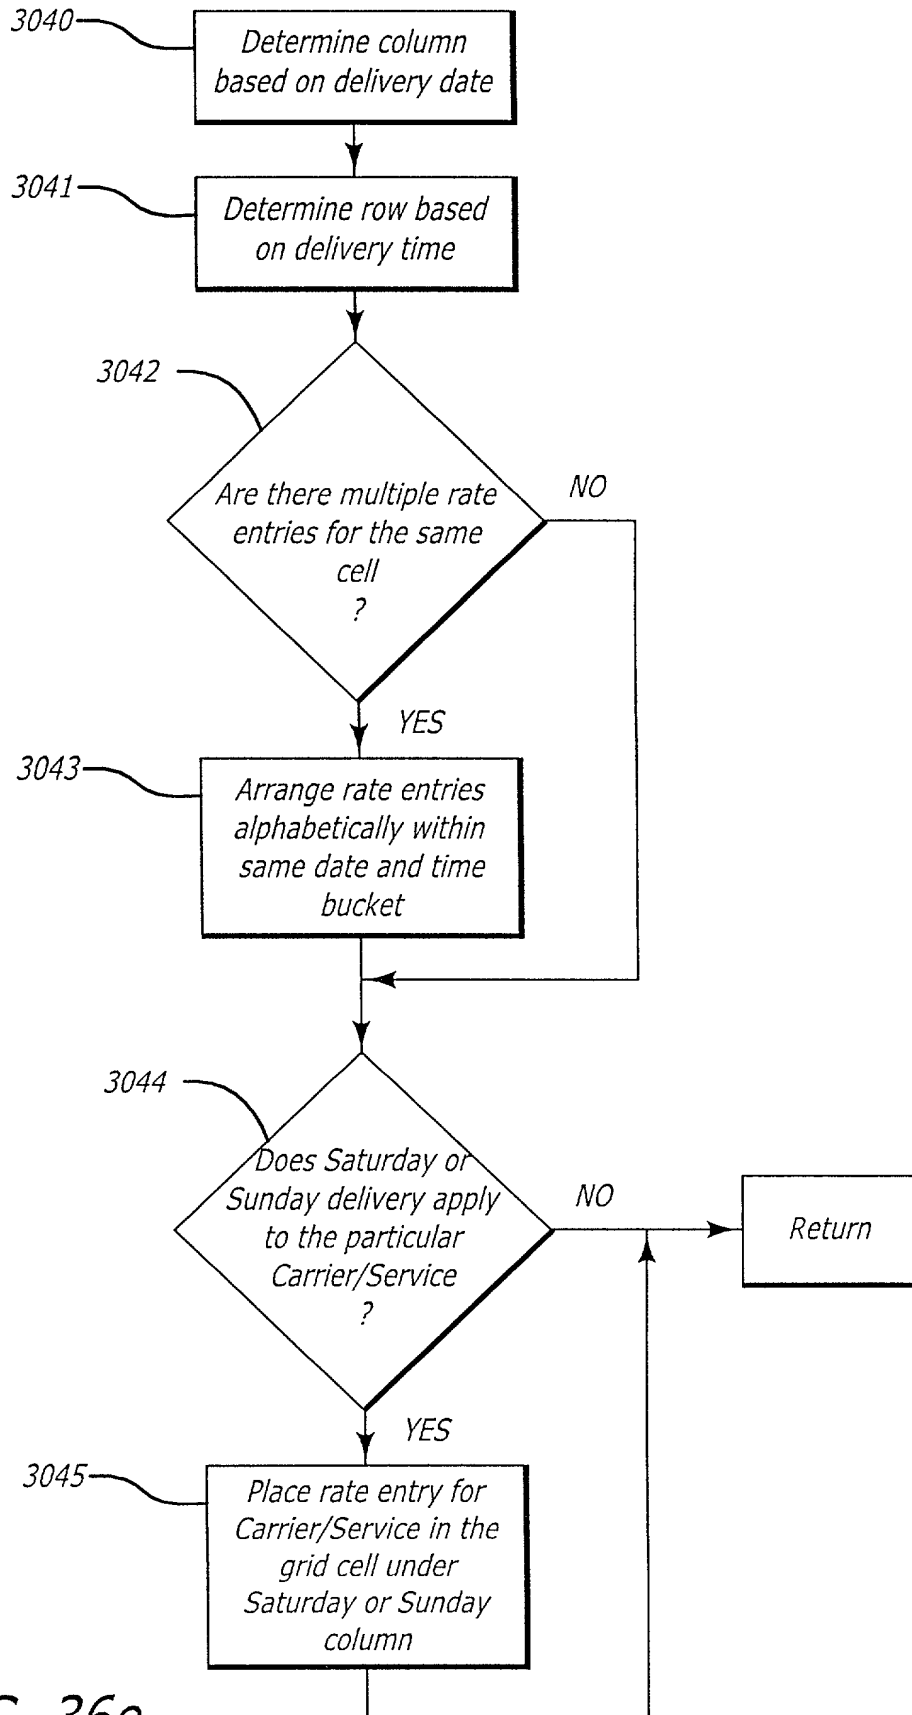 3040
Determine column
based on delivery date
3041
Determine row based
on delivery time
3042
Are there multiple rate
entries for the same
cell
?
NO
YES
3043
Arrange rate entries
alphabetically within
same date and time
bucket
3044
Does Saturday or
Sunday delivery apply
to the particular
Carrier/Service
?
NO
Return
YES
3045
Place rate entry for
Carrier/Service in the
grid cell under
Saturday or Sunday
column